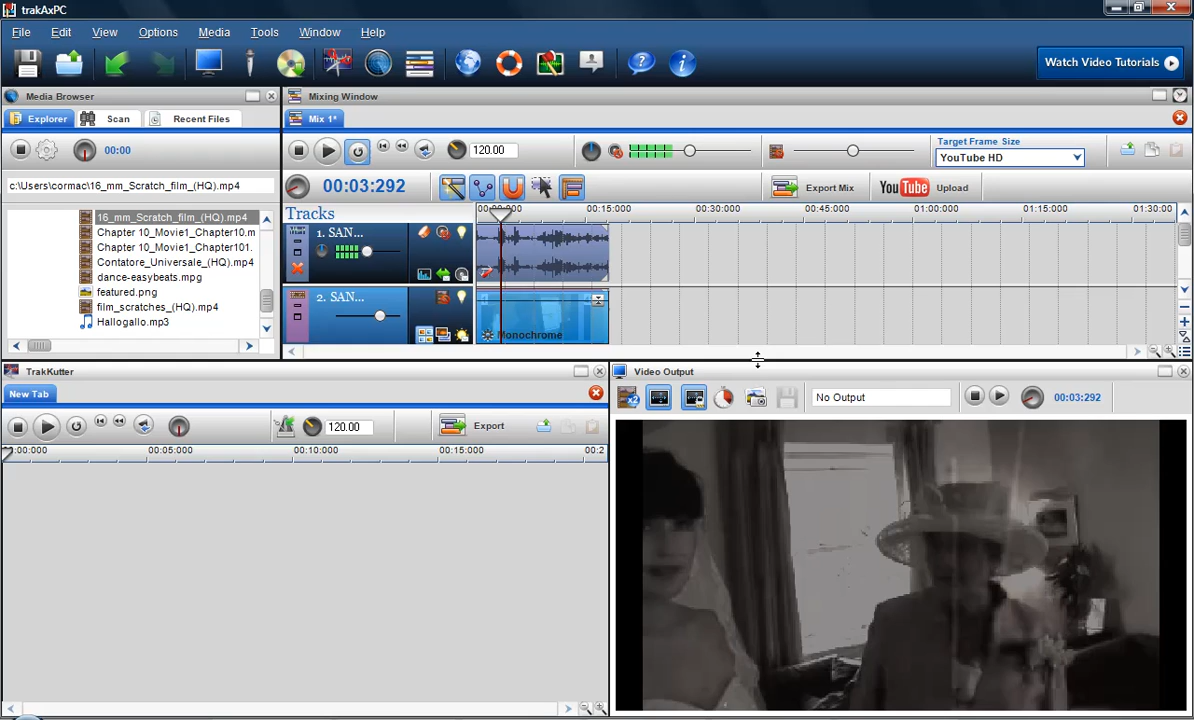 trakAxPC
File Edit View Options Media Tools Window Help
Watch Video Tutorials
Media Browser
Explorer Scan Recent Files
00:00
c:\Users\cormac\16_mm_Scratch_film_(HQ).mp4
16_mm_Scratch_film_(HQ).mp4
Chapter 10_Movie1_Chapter10.m
Chapter 10_Movie1_Chapter101.
Contatore_Universale_(HQ).mp4
dance-easybeats.mpg
featured.png
film_scratches_(HQ).mp4
Hallogallo.mp3
Mixing Window
Mix 1*
120.00
Target Frame Size
YouTube HD
00:03:292
Export Mix
YouTube Upload
Tracks
00:00:000 00:15:000 00:30:000 00:45:000 01:00:000 01:15:000 01:30:00
1. SAN...
2. SAN...
Monochrome
TrakKutter
New Tab
120.00
Export
:00:000 00:05:000 00:10:000 00:15:000 00:2
Video Output
x2
No Output
00:03:292